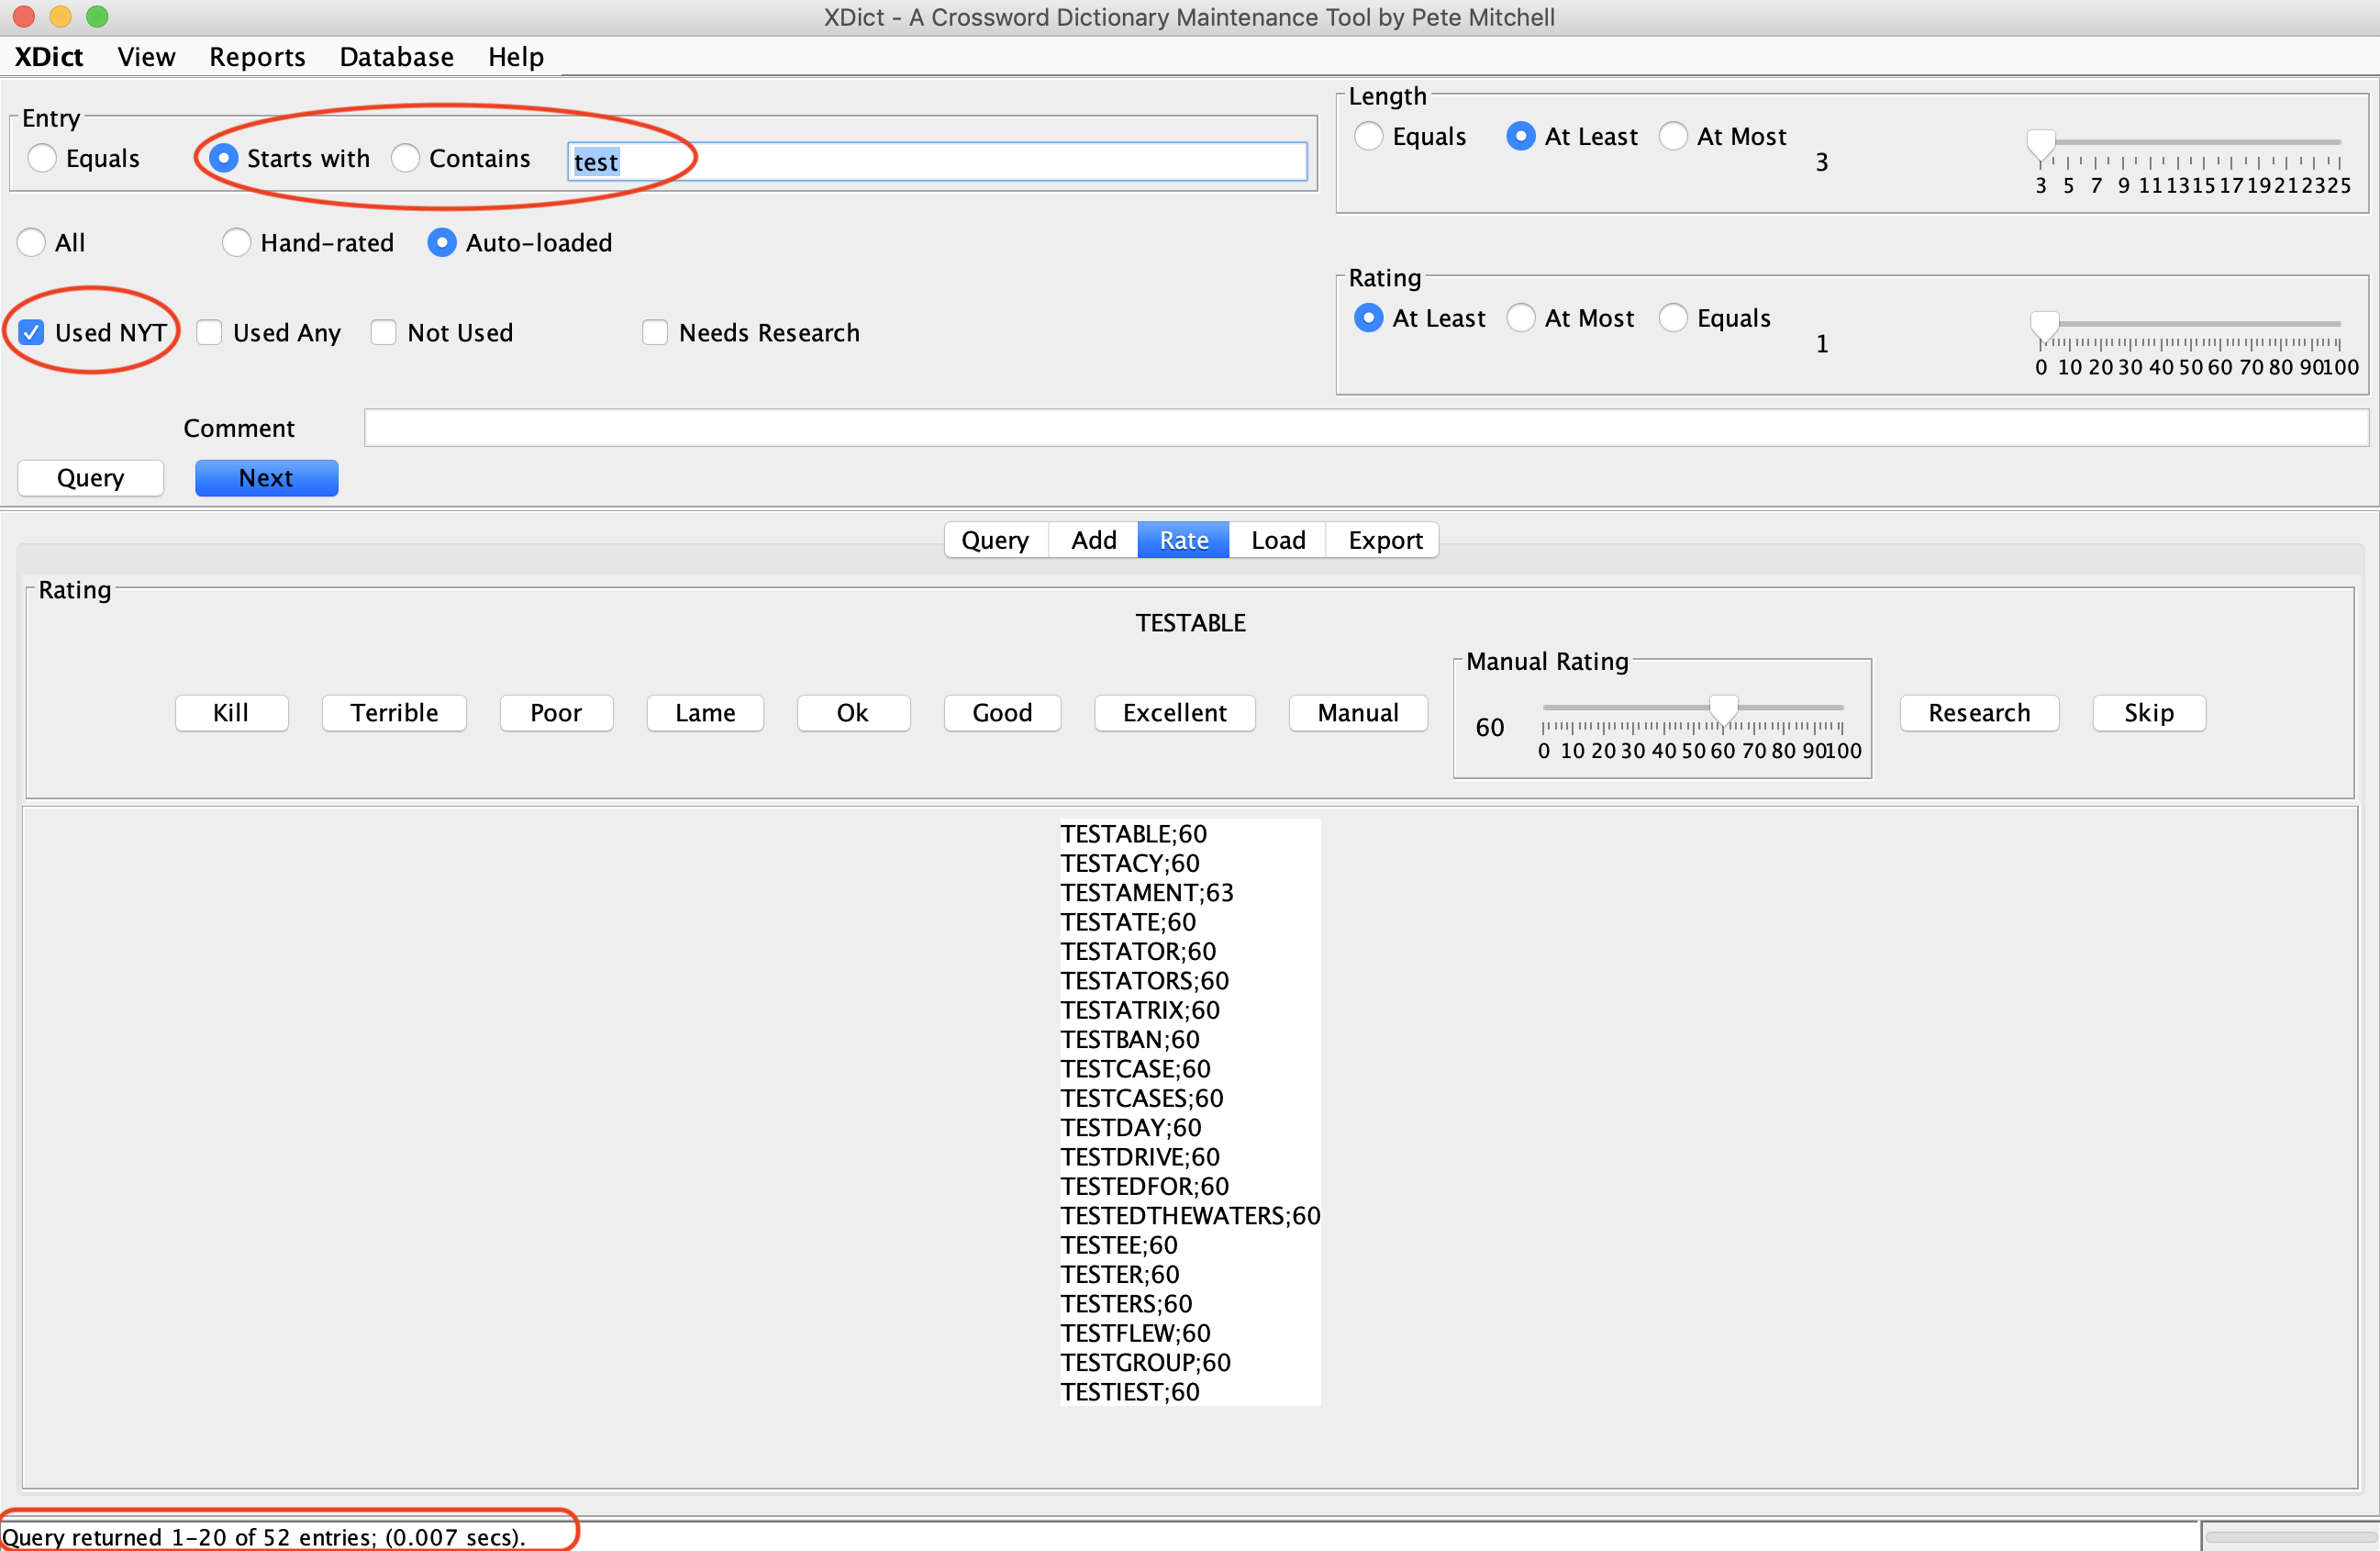 XDict - A Crossword Dictionary Maintenance Tool by Pete Mitchell
XDict View Reports Database Help
Entry
Equals Starts with Contains test
Length
Equals At Least At Most
3
3 5 7 9 11 13 15 17 19 21 23 25
All Hand-rated Auto-loaded
Rating
At Least At Most Equals
1
0 10 20 30 40 50 60 70 80 90 100
Used NYT Used Any Not Used Needs Research
Comment
Query Next
Query Add Rate Load Export
Rating
TESTABLE
Kill Terrible Poor Lame Ok Good Excellent Manual
Manual Rating
60
0 10 20 30 40 50 60 70 80 90 100
Research Skip
TESTABLE;60
TESTACY;60
TESTAMENT;63
TESTATE;60
TESTATOR;60
TESTATORS;60
TESTATRIX;60
TESTBAN;60
TESTCASE;60
TESTCASES;60
TESTDAY;60
TESTDRIVE;60
TESTEDFOR;60
TESTEDTHEWATERS;60
TESTEE;60
TESTER;60
TESTERS;60
TESTFLEW;60
TESTGROUP;60
TESTIEST;60
Query returned 1-20 of 52 entries; (0.007 secs).